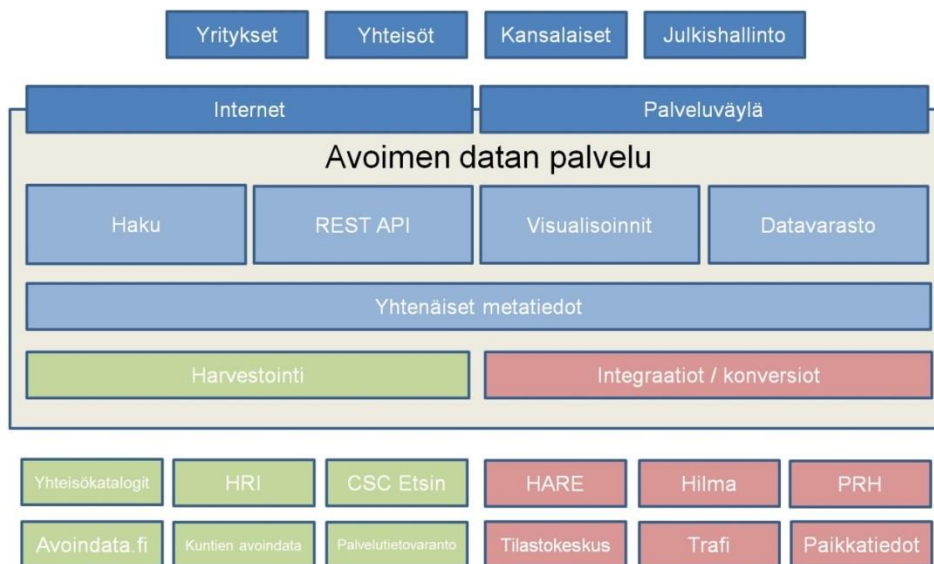 Yritykset Yhteisöt Kansalaiset Julkishallinto
Internet Palveluväylä
Avoimen datan palvelu
Haku REST API Visualisoinnit Datavarasto
Yhtenäiset metatiedot
Harvestointi Integraatiot / konversiot
Yhteisökatalogit HRI CSC Etsin HARE Hilma PRH
Avoindata.fi Kuntien avoindata Palvelutietovaranto Tilastokeskus Trafi Paikkatiedot